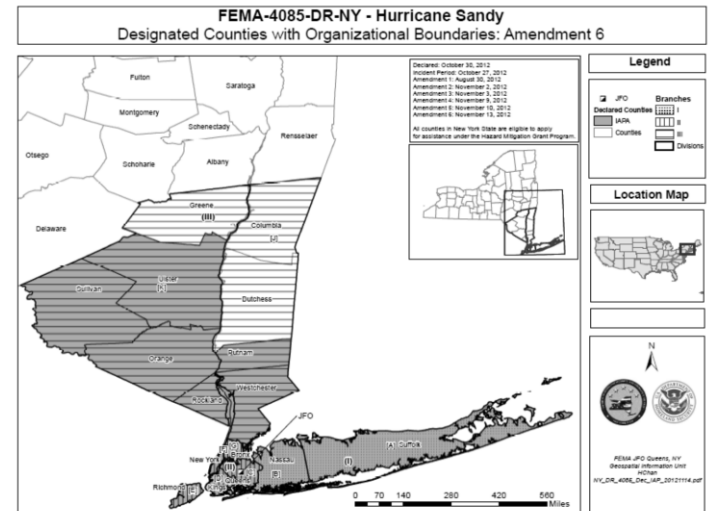 FEMA-4085-DR-NY - Hurricane Sandy
Designated Counties with Organizational Boundaries: Amendment 6
Declared: October 30, 2012
Incident Period: October 27, 2012
Amendment 1: August 30, 2012
Amendment 2: November 2, 2012
Amendment 3: November 3, 2012
Amendment 4: November 9, 2012
Amendment 5: November 10, 2012
Amendment 6: November 13, 2012
All counties in New York State are eligible to apply
for assistance under the Hazard Mitigation Grant Program.
Legend
JFO
Declared Counties
IAPA
Counties
Branches
I
II
III
Divisions
Location Map
Fulton
Saratoga
Montgomery
Schenectady
Rensselaer
Otsego
Schoharie
Albany
Greene
(III)
Columbia
[J]
Delaware
Ulster
[K]
Sullivan
Dutchess
Orange
Putnam
Westchester
Rockland
JFO
Bronx
New York
(II)
Nassau
[B]
[A] Suffolk
(I)
Richmond
Kings
0 70 140 280 420 560
Miles
N
FEMA JFO Queens, NY
Geospatial Information Unit
HChan